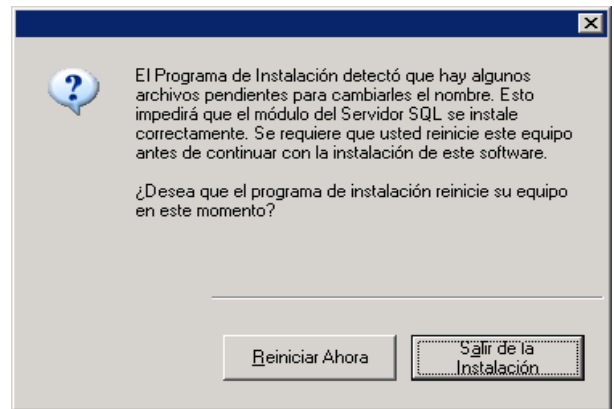 El Programa de Instalación detectó que hay algunos
archivos pendientes para cambiarles el nombre. Esto
impedirá que el módulo del Servidor SQL se instale
correctamente. Se requiere que usted reinicie este equipo
antes de continuar con la instalación de este software.
¿Desea que el programa de instalación reinicie su equipo
en este momento?
Reiniciar Ahora
Salir de la
Instalación